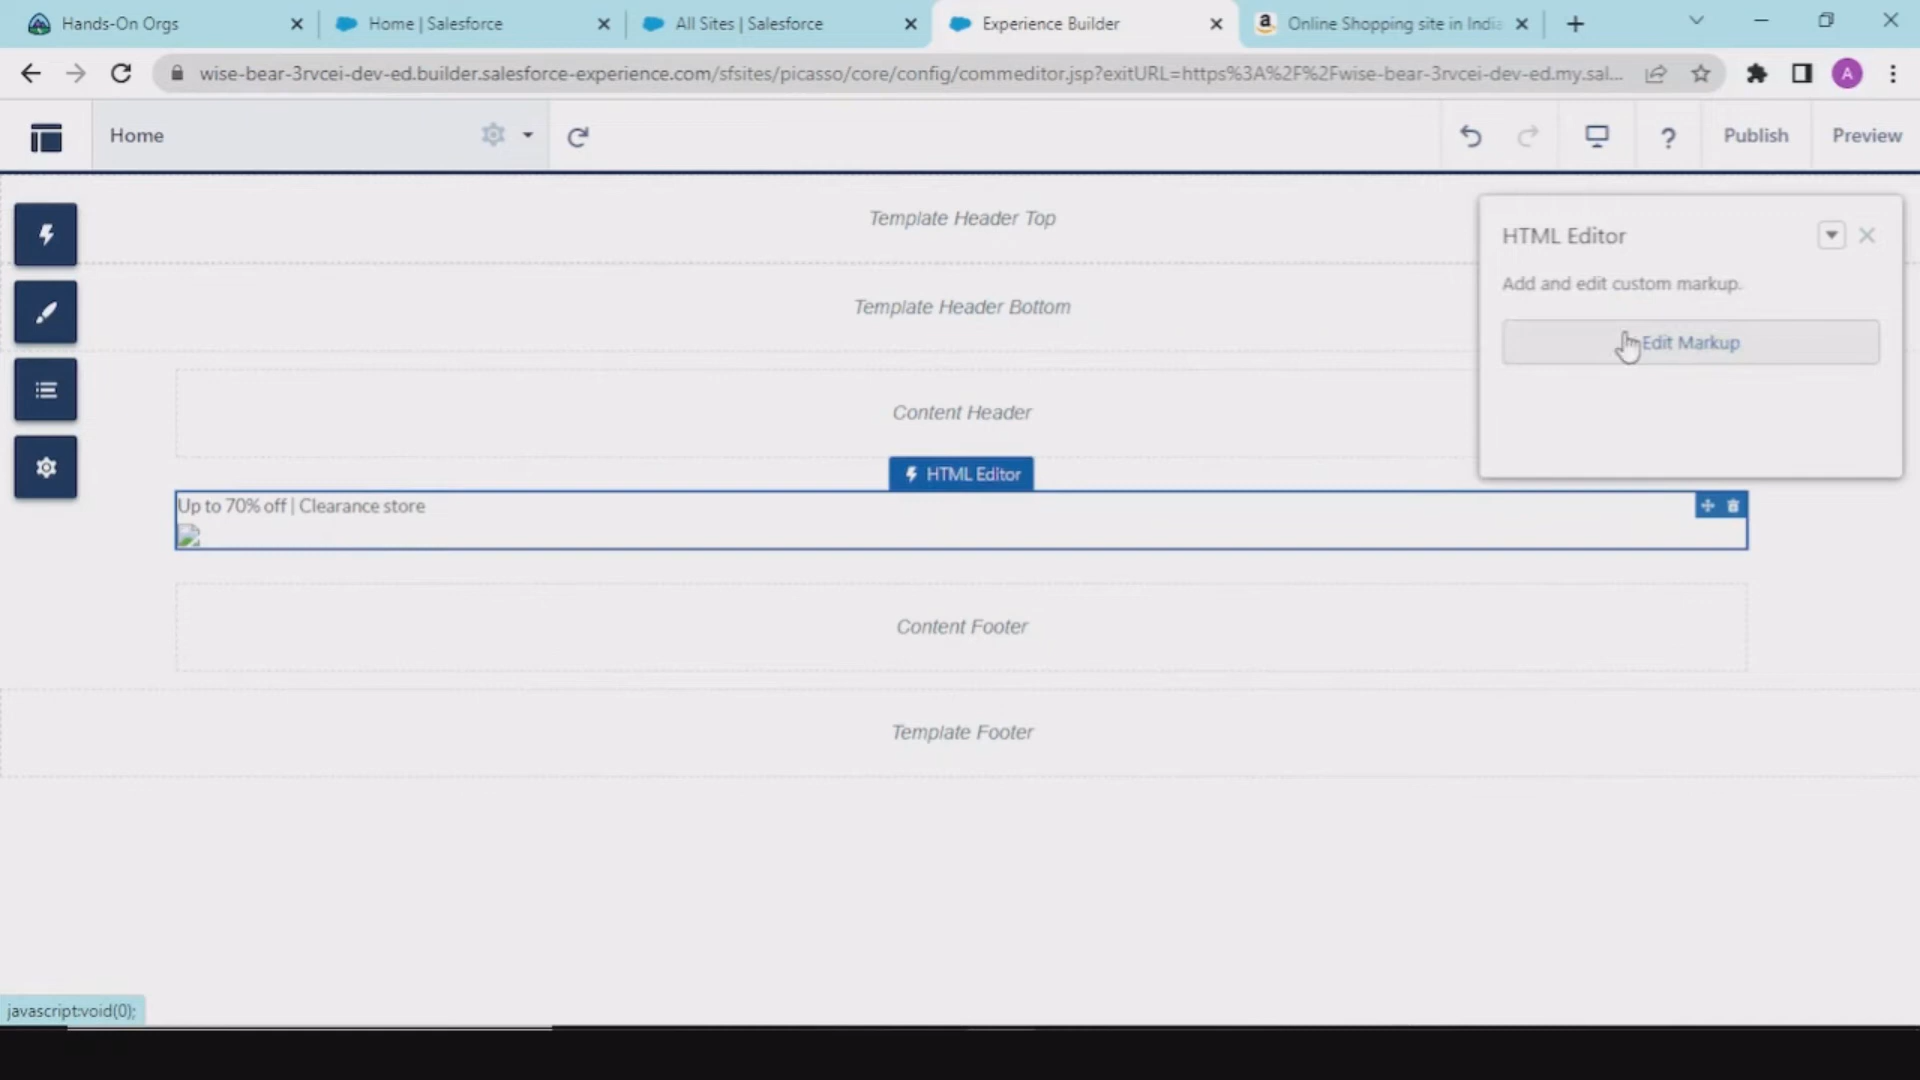 Hands-On Orgs
Home | Salesforce
All Sites | Salesforce
Experience Builder
Online Shopping site in India
wise-bear-3rvcei-dev-ed.builder.salesforce-experience.com/sfsites/picasso/core/config/commeditor.jsp?exitURL=https%3A%2F%2Fwise-bear-3rvcei-dev-ed.my.sal...
A
Home
Publish
Preview
Template Header Top
HTML Editor
Add and edit custom markup.
Template Header Bottom
Edit Markup
Content Header
HTML Editor
Up to 70% off | Clearance store
Content Footer
Template Footer
javascript:void(0);